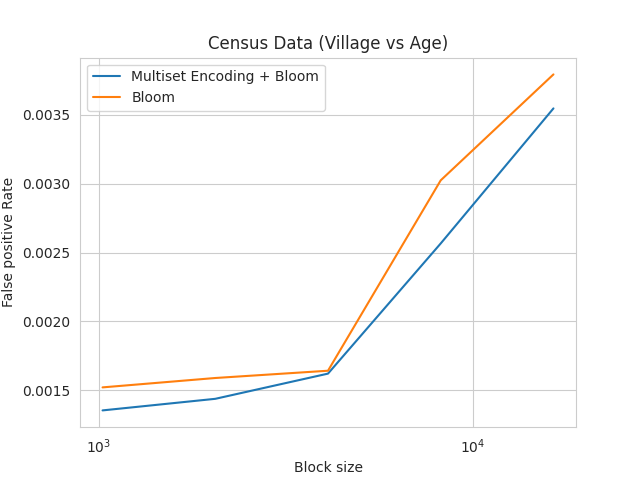 Census Data (Village vs Age)
Multiset Encoding + Bloom
Bloom
False positive Rate
0.0035
0.0030
0.0025
0.0020
0.0015
10³
10⁴
Block size